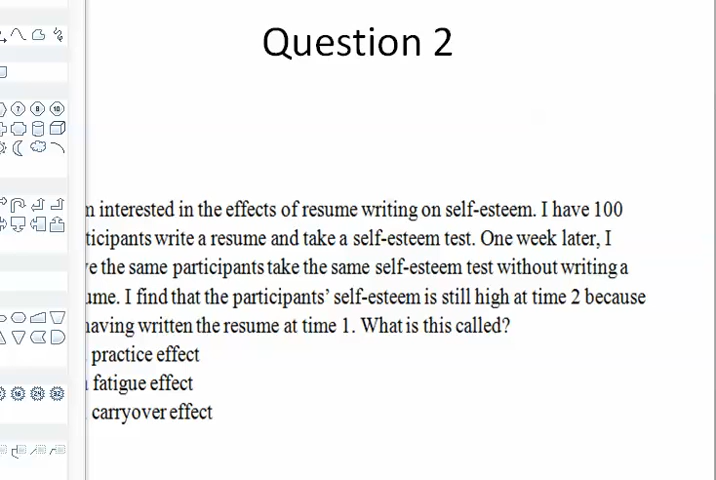 Question 2
interested in the effects of resume writing on self-esteem. I have 100
ticipants write a resume and take a self-esteem test. One week later, I
e the same participants take the same self-esteem test without writing a
ume. I find that the participants' self-esteem is still high at time 2 because
having written the resume at time 1. What is this called?
practice effect
fatigue effect
carryover effect